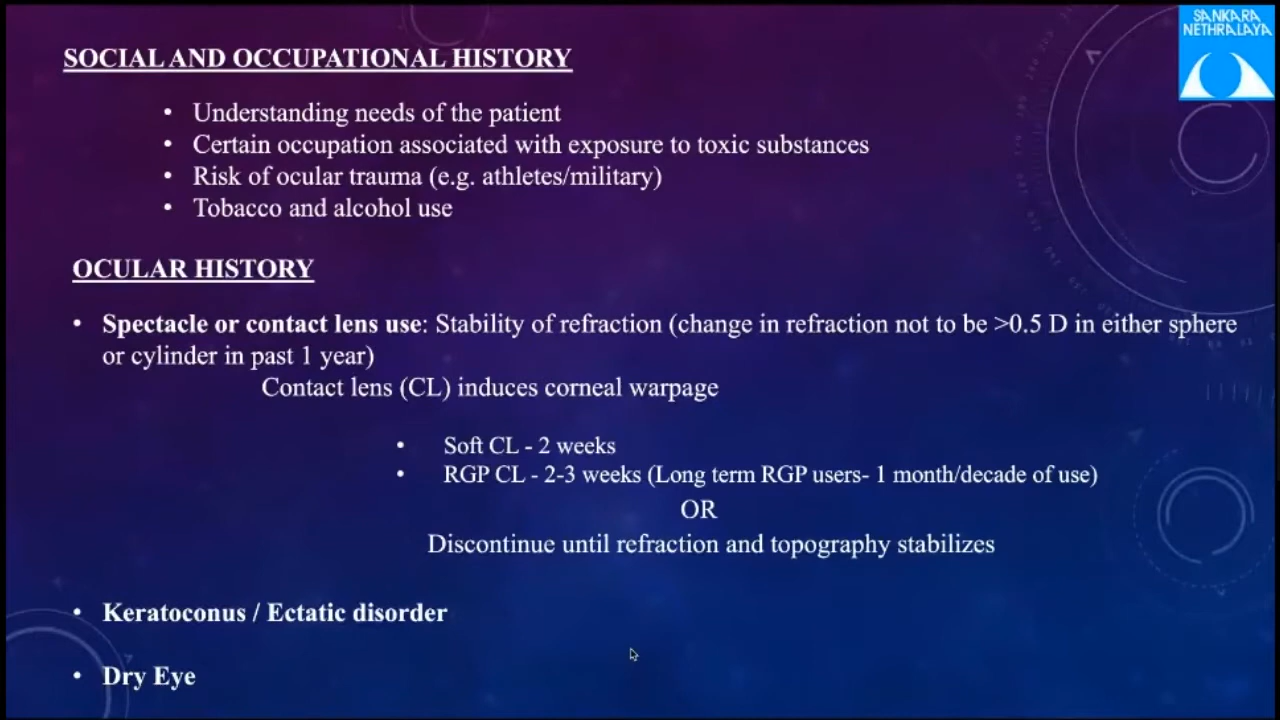 SANKARA
NETHRALAYA
SOCIAL AND OCCUPATIONAL HISTORY
• Understanding needs of the patient
• Certain occupation associated with exposure to toxic substances
• Risk of ocular trauma (e.g. athletes/military)
• Tobacco and alcohol use
OCULAR HISTORY
• Spectacle or contact lens use: Stability of refraction (change in refraction not to be >0.5 D in either sphere
or cylinder in past 1 year)
Contact lens (CL) induces corneal warpage
• Soft CL - 2 weeks
• RGP CL - 2-3 weeks (Long term RGP users- 1 month/decade of use)
OR
Discontinue until refraction and topography stabilizes
• Keratoconus / Ectatic disorder
• Dry Eye